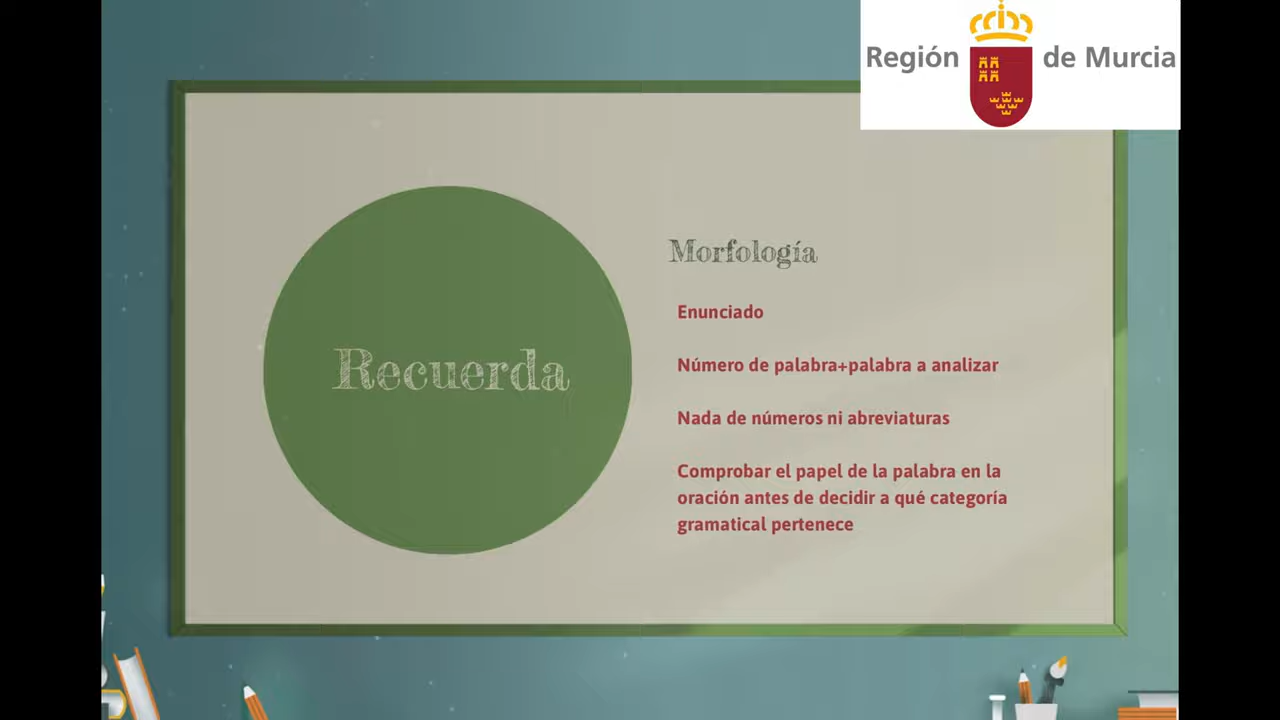 Región de Murcia
Recuerda
Morfología
Enunciado
Número de palabra+palabra a analizar
Nada de números ni abreviaturas
Comprobar el papel de la palabra en la
oración antes de decidir a qué categoría
gramatical pertenece